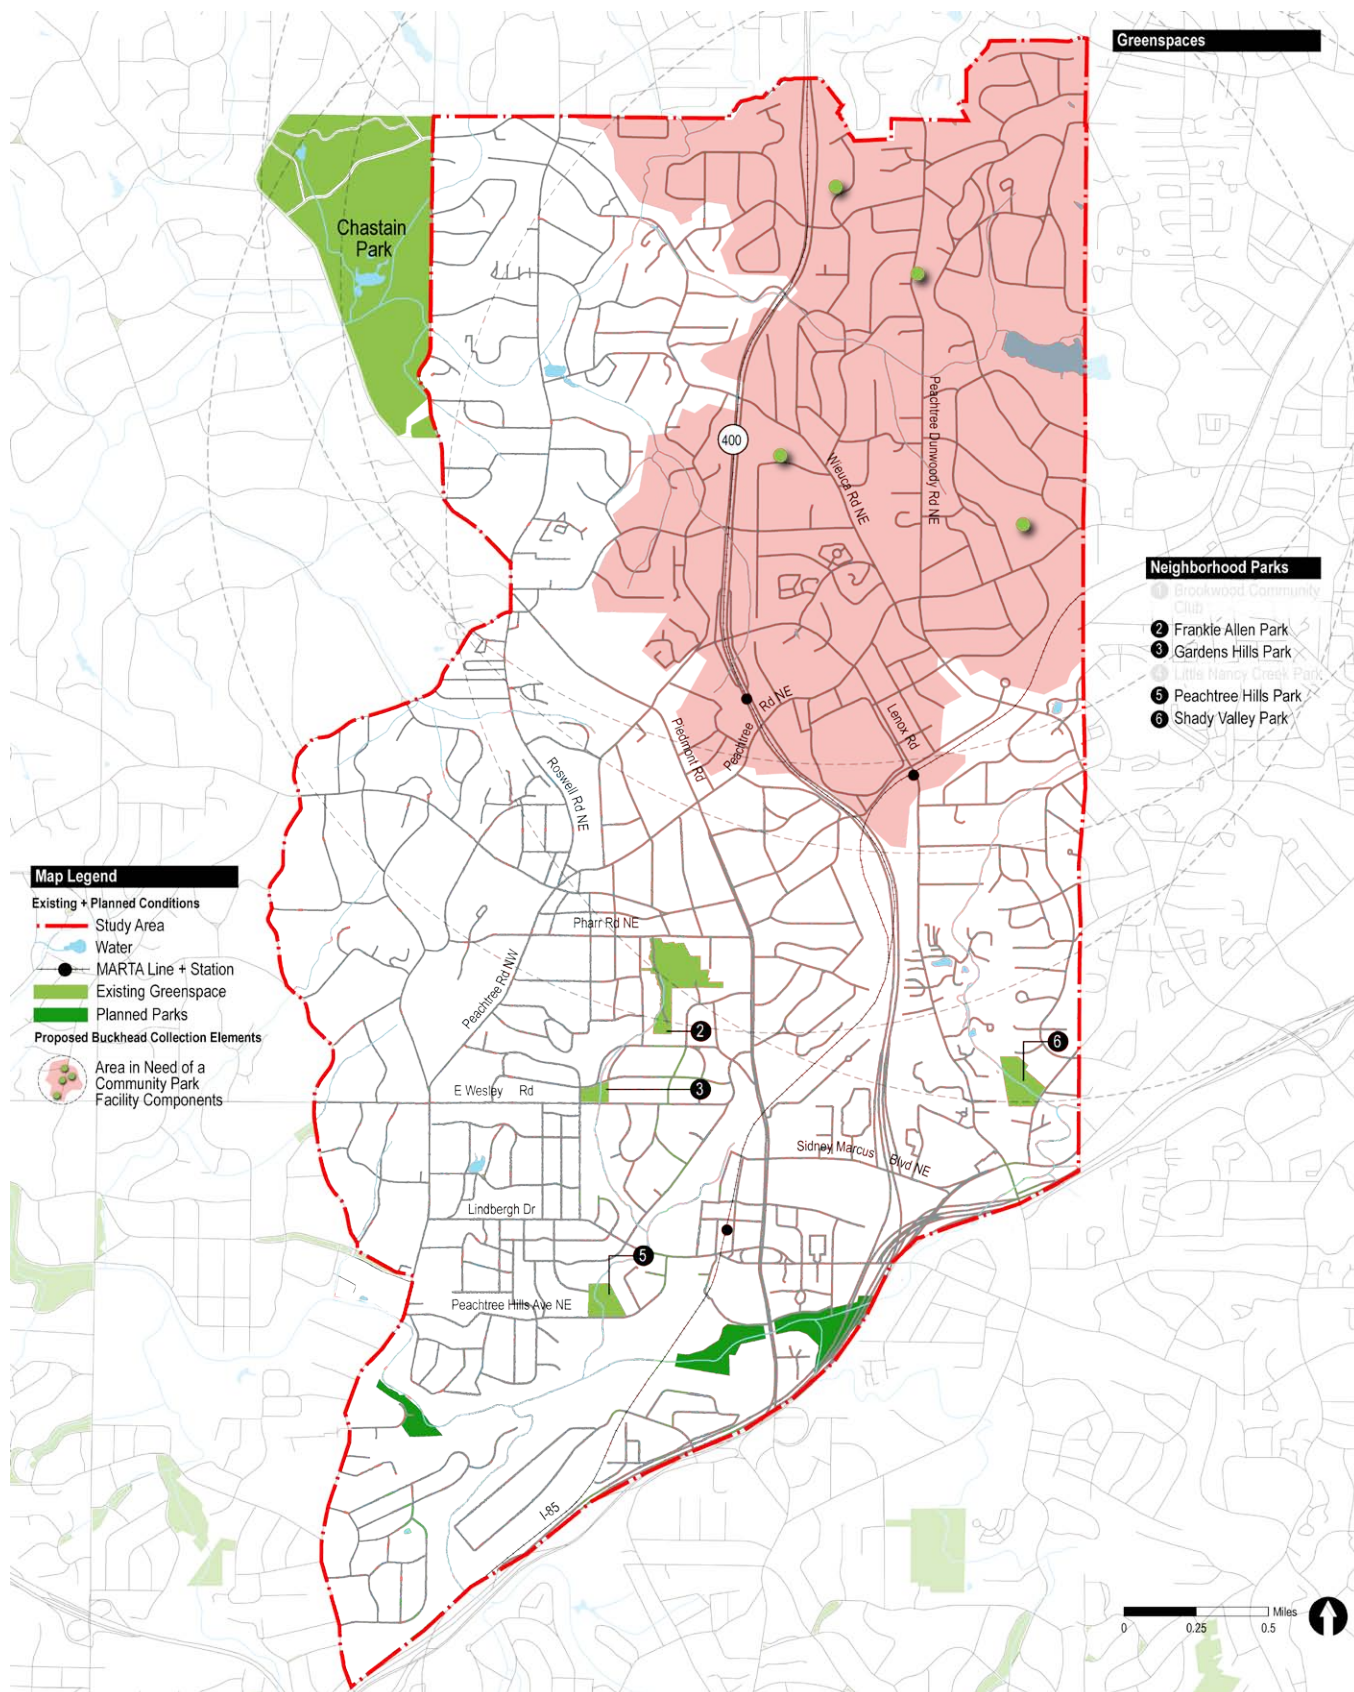 Greenspaces
Chastain
Park
400
Wieuca Rd NE
Peachtree Dunwoody Rd NE
Neighborhood Parks
1 Brookwood Community
Club
2 Frankie Allen Park
3 Gardens Hills Park
4 Little Nancy Creek Park
5 Peachtree Hills Park
6 Shady Valley Park
Piedmont Rd
Peachtree Rd NE
Lenox Rd
Roswell Rd NE
Map Legend
Existing + Planned Conditions
Study Area
Water
MARTA Line + Station
Existing Greenspace
Planned Parks
Proposed Buckhead Collection Elements
Area in Need of a
Community Park
Facility Components
Pharr Rd NE
Peachtree Rd NW
2
6
3
E Wesley Rd
Sidney Marcus Blvd NE
Lindbergh Dr
5
Peachtree Hills Ave NE
I-85
Miles
0 0.25 0.5